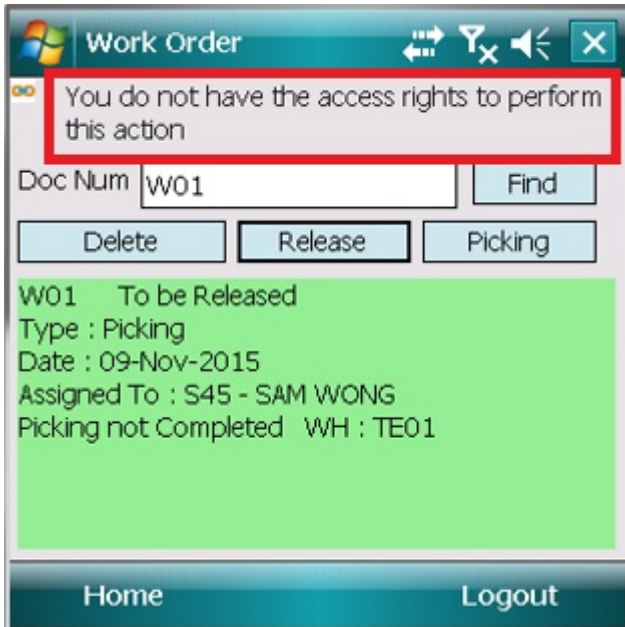 Work Order
You do not have the access rights to perform
this action
Doc Num W01 Find
Delete Release Picking
W01 To be Released
Type : Picking
Date : 09-Nov-2015
Assigned To : S45 - SAM WONG
Picking not Completed WH : TE01
Home Logout